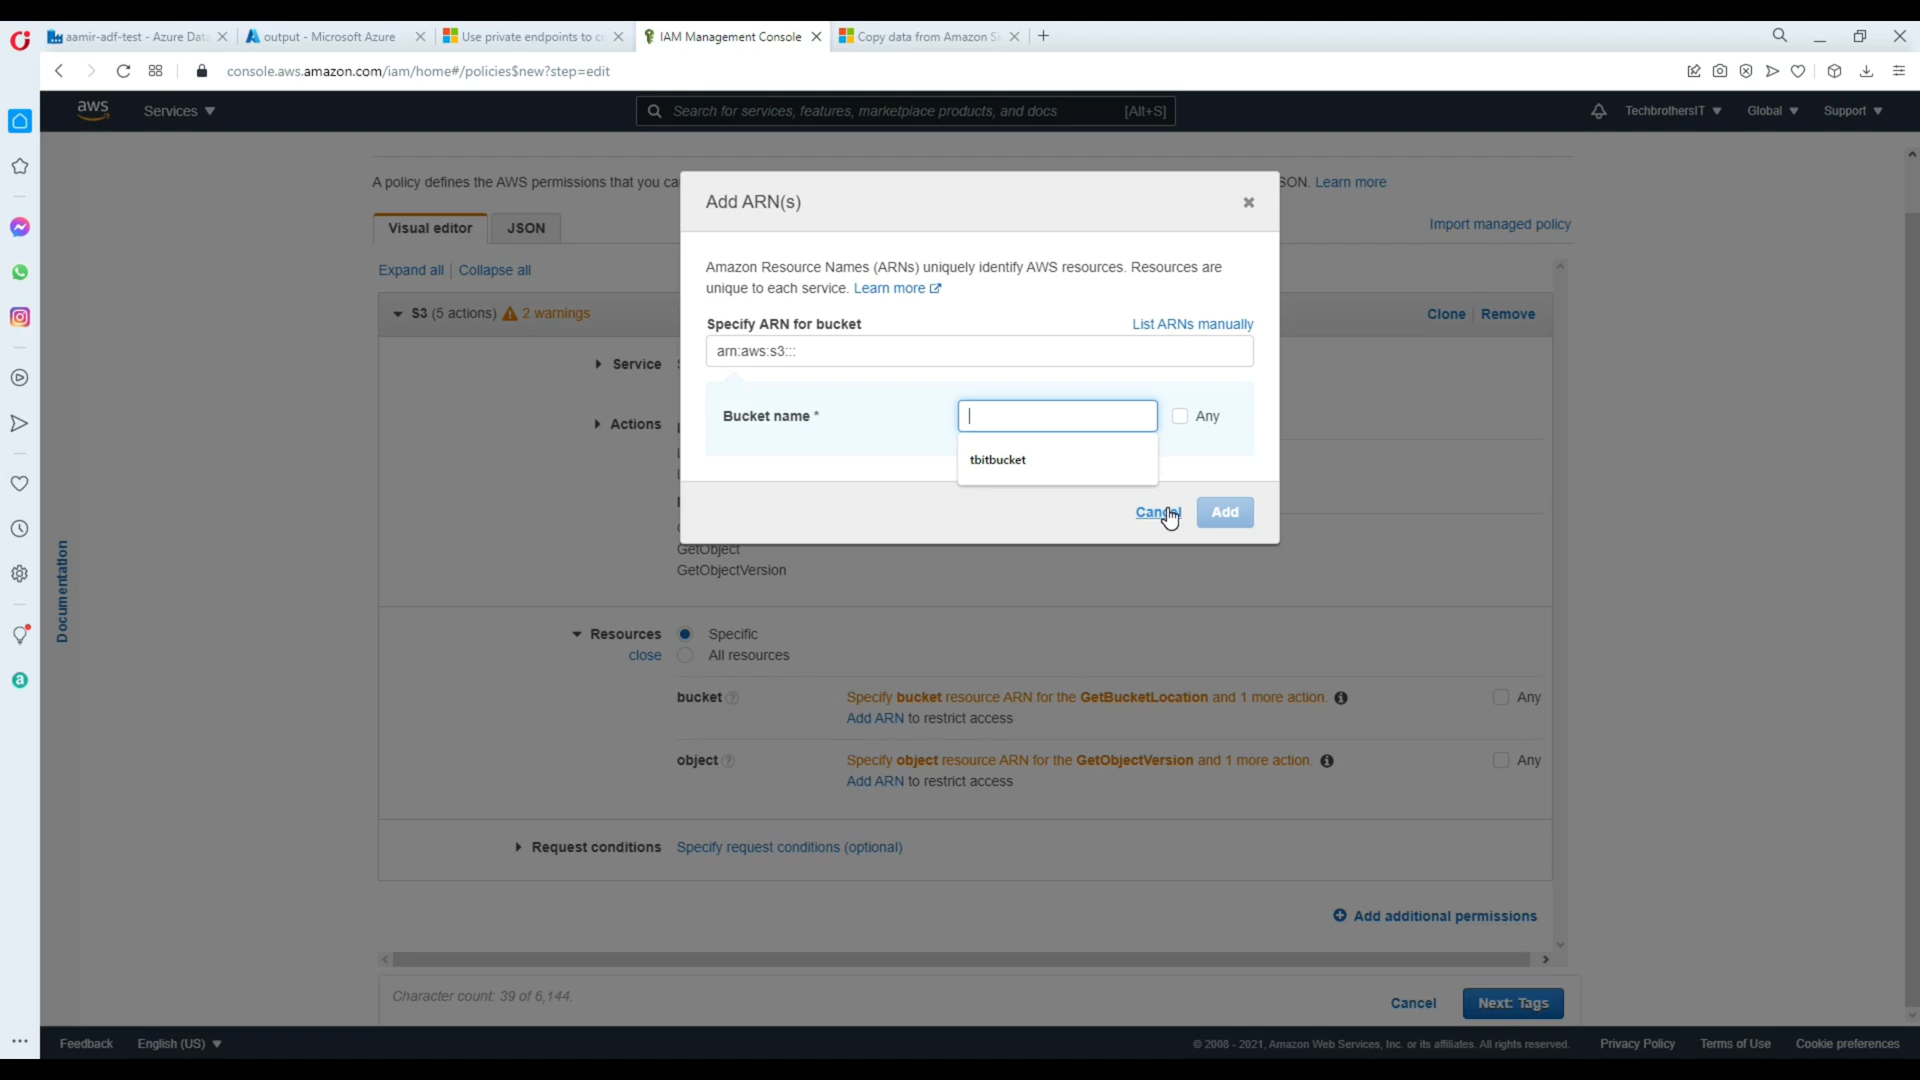 aamir-adf-test - Azure Data
output - Microsoft Azure
Use private endpoints to c
IAM Management Console
Copy data from Amazon S
console.aws.amazon.com/iam/home#/policies$new?step=edit
aws
Services
Search for services, features, marketplace products, and docs
[Alt+S]
TechbrothersIT
Global
Support
A policy defines the AWS permissions that you ca
SON. Learn more
Visual editor
JSON
Import managed policy
Expand all
Collapse all
S3 (5 actions)
2 warnings
Clone
Remove
Service
Actions
GetObject
GetObjectVersion
Add ARN(s)
Amazon Resource Names (ARNs) uniquely identify AWS resources. Resources are
unique to each service. Learn more
Specify ARN for bucket
List ARNs manually
arn:aws:s3:::
Bucket name *
Any
tbitbucket
Cancel
Add
Resources
close
Specific
All resources
bucket
Specify bucket resource ARN for the GetBucketLocation and 1 more action.
Add ARN to restrict access
Any
object
Specify object resource ARN for the GetObjectVersion and 1 more action.
Add ARN to restrict access
Any
Request conditions
Specify request conditions (optional)
Add additional permissions
Documentation
Character count: 39 of 6,144.
Cancel
Next: Tags
Feedback
English (US)
© 2008 - 2021, Amazon Web Services, Inc. or its affiliates. All rights reserved.
Privacy Policy
Terms of Use
Cookie preferences